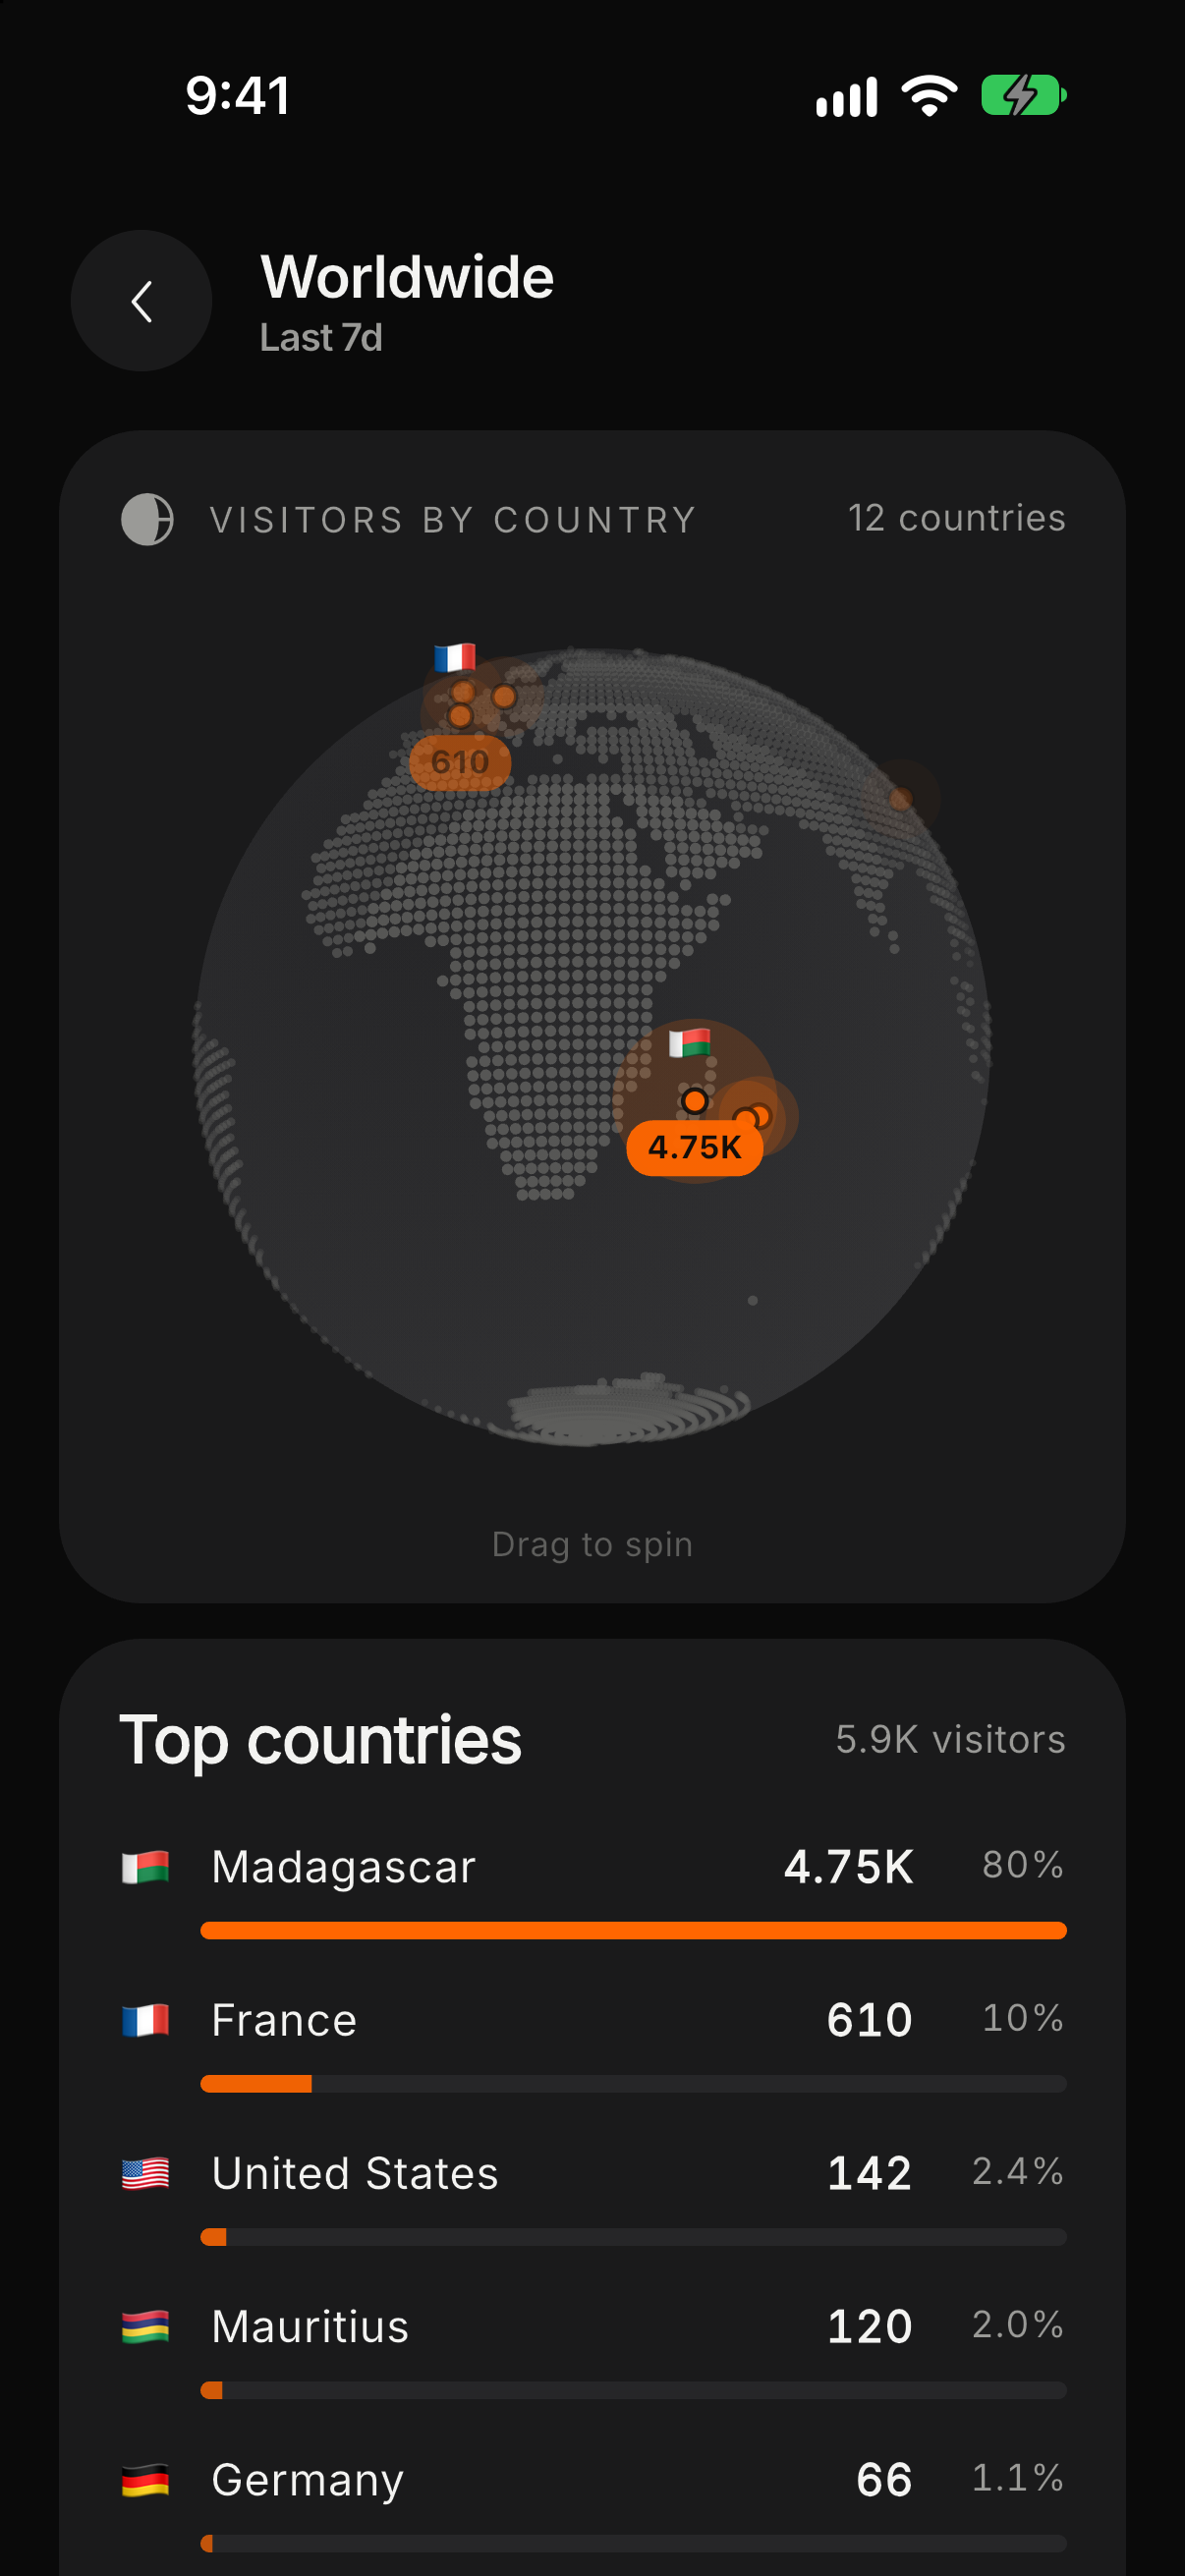 9:41
Worldwide
Last 7d
VISITORS BY COUNTRY
12 countries
610
4.75K
Drag to spin
Top countries
5.9K visitors
Madagascar 4.75K 80%
France 610 10%
United States 142 2.4%
Mauritius 120 2.0%
Germany 66 1.1%